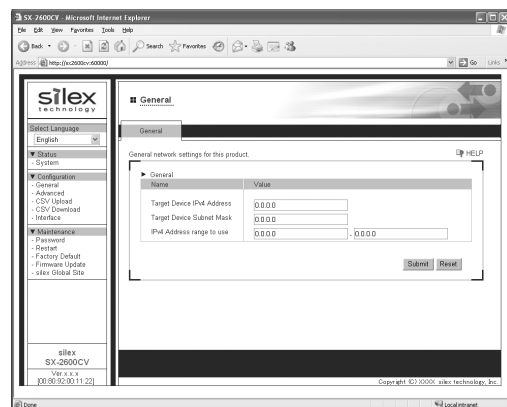 SX-2600CV - Microsoft Internet Explorer
File Edit View Favorites Tools Help
Back Search Favorites
Address http://sx2600cv:60000/ Go Links
silex
technology
Select Language
English
▼ Status
- System
▼ Configuration
- General
- Advanced
- CSV Upload
- CSV Download
- Interface
▼ Maintenance
- Password
- Restart
- Factory Default
- Firmware Update
- silex Global Site
silex
SX-2600CV
Ver.x.x.x
[00:80:92:00:11:22]
General
General
General network settings for this product.
HELP
► General
Name Value
Target Device IPv4 Address 0.0.0.0
Target Device Subnet Mask 0.0.0.0
IPv4 Address range to use 0.0.0.0 - 0.0.0.0
Submit Reset
Copyright (C) XXXX silex technology, Inc.
Done
Local intranet